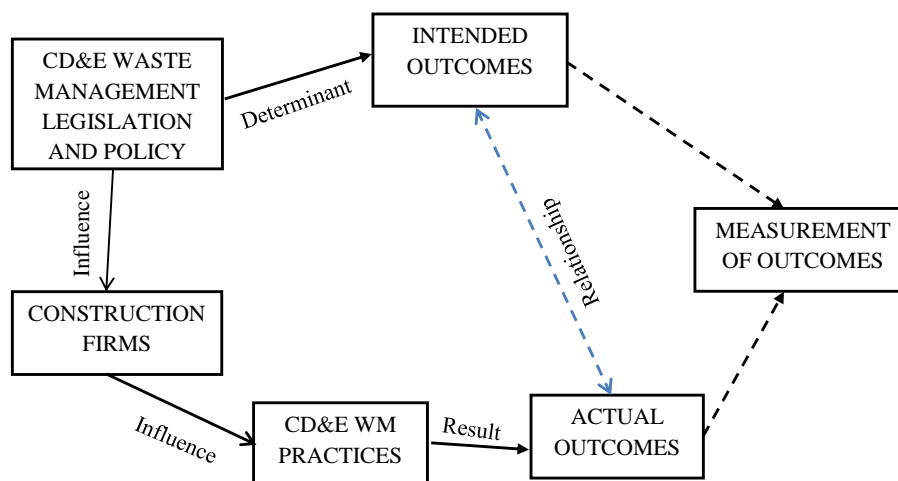 CD&E WASTE
MANAGEMENT
LEGISLATION
AND POLICY
Determinant
INTENDED
OUTCOMES
Influence
Relationship
MEASUREMENT
OF OUTCOMES
CONSTRUCTION
FIRMS
Influence
CD&E WM
PRACTICES
Result
ACTUAL
OUTCOMES